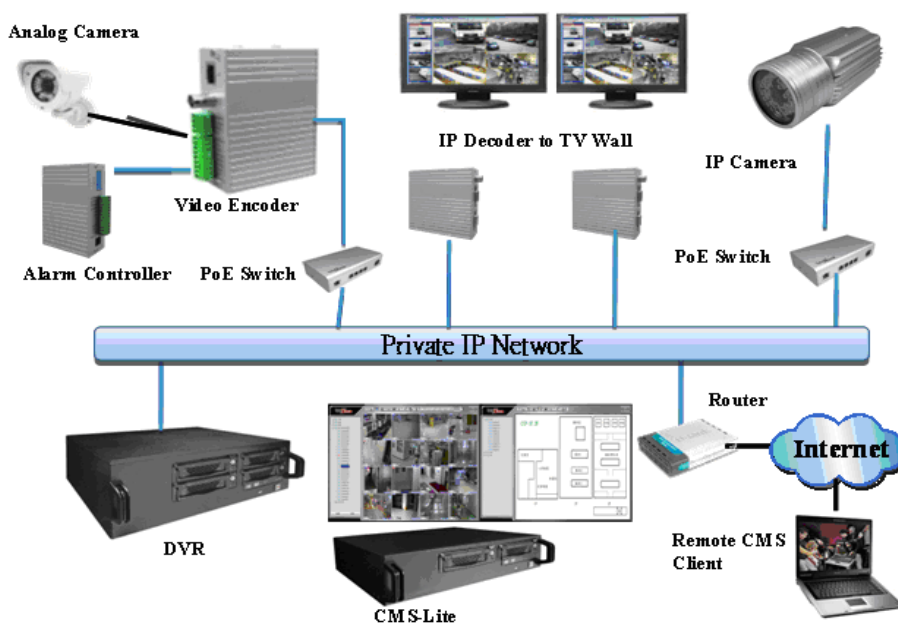 Analog Camera
IP Decoder to TV Wall
IP Camera
Video Encoder
Alarm Controller
PoE Switch
PoE Switch
Private IP Network
Router
Internet
DVR
Remote CMS
Client
CMS-Lite